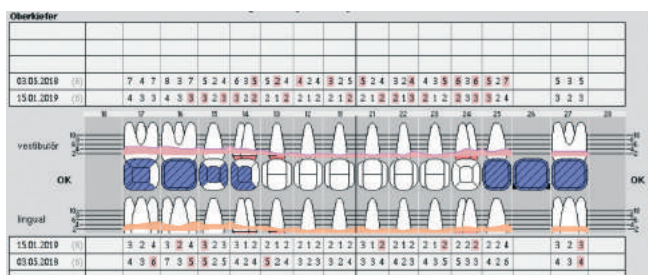 Oberkiefer
03.05.2018 (6) 7 4 7 8 3 7 5 2 4 6 3 5 5 2 4 4 2 4 3 2 5 5 2 4 3 2 4 4 3 5 6 3 6 5 2 7 5 3 5
15.01.2019 (6) 4 3 3 4 3 3 3 2 3 3 2 2 2 1 2 2 1 2 2 1 2 2 1 2 2 1 3 2 1 2 2 3 3 3 2 4 3 2 3
18 17 16 15 14 13 12 11 21 22 23 24 25 26 27 28
vestibulär
OK OK
lingual
15.01.2019 (6) 3 2 4 3 2 4 3 2 3 3 1 2 2 1 2 2 1 2 2 1 2 3 1 2 2 1 2 2 1 2 2 2 2 2 2 4 3 2 3
03.05.2018 (6) 4 3 6 7 3 5 5 2 5 4 2 4 5 2 4 3 2 3 3 2 4 3 3 4 4 2 3 4 3 5 5 3 3 4 2 6 4 3 4